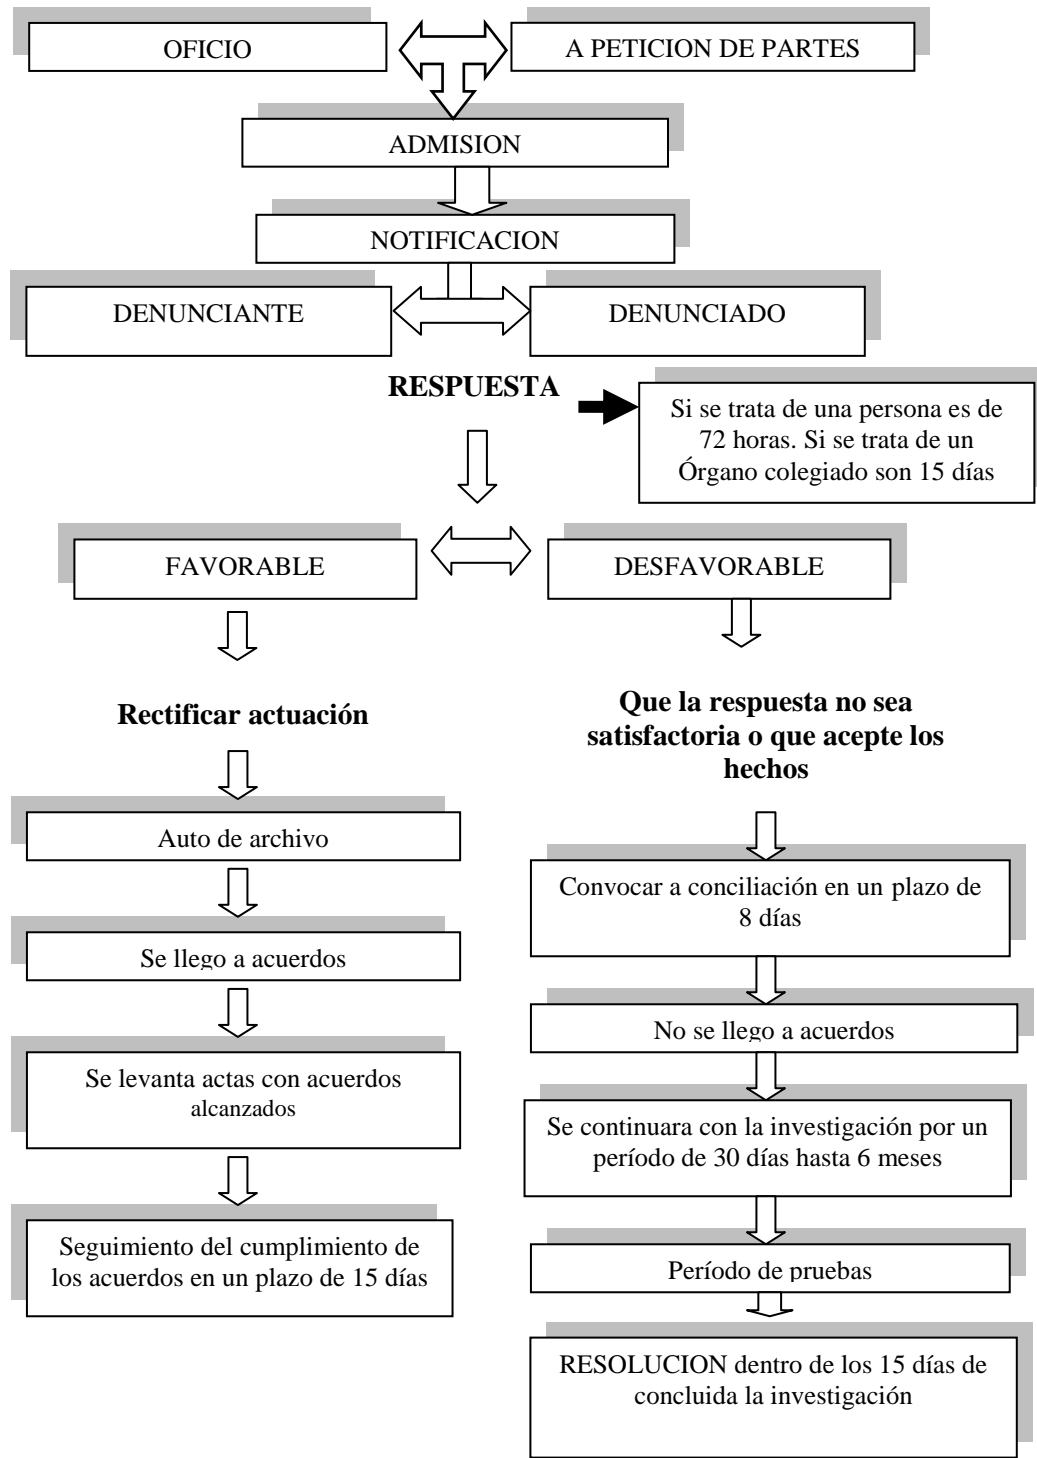 OFICIO
A PETICION DE PARTES
ADMISION
NOTIFICACION
DENUNCIANTE
DENUNCIADO
RESPUESTA
Si se trata de una persona es de
72 horas. Si se trata de un
Órgano colegiado son 15 días
FAVORABLE
DESFAVORABLE
Rectificar actuación
Auto de archivo
Se llego a acuerdos
Se levanta actas con acuerdos
alcanzados
Seguimiento del cumplimiento de
los acuerdos en un plazo de 15 días
Que la respuesta no sea
satisfactoria o que acepte los
hechos
Convocar a conciliación en un plazo de
8 días
No se llego a acuerdos
Se continuara con la investigación por un
período de 30 días hasta 6 meses
Período de pruebas
RESOLUCION dentro de los 15 días de
concluida la investigación